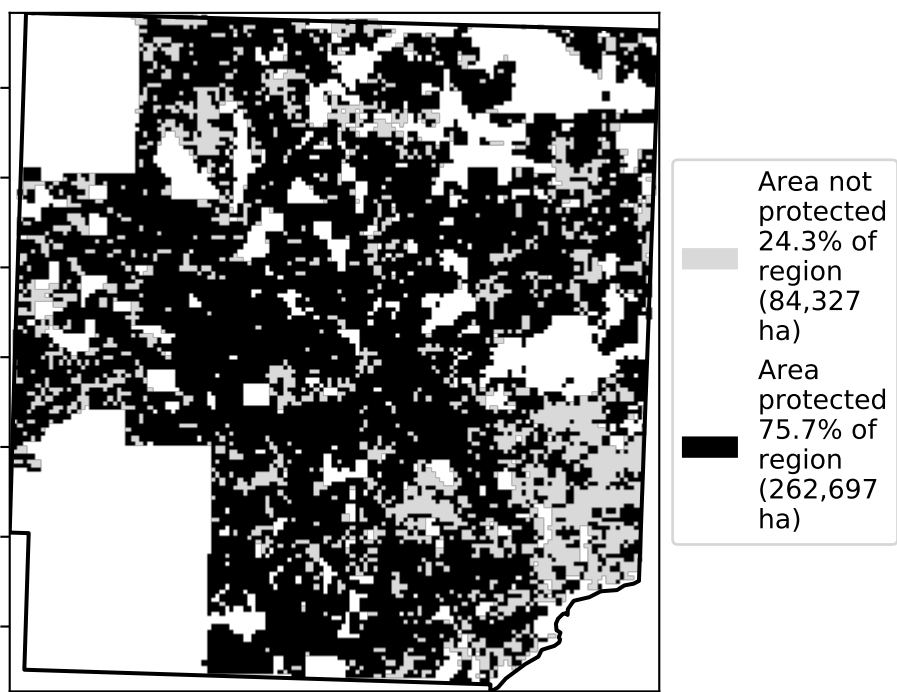 Area not
protected
24.3% of
region
(84,327
ha)
Area
protected
75.7% of
region
(262,697
ha)